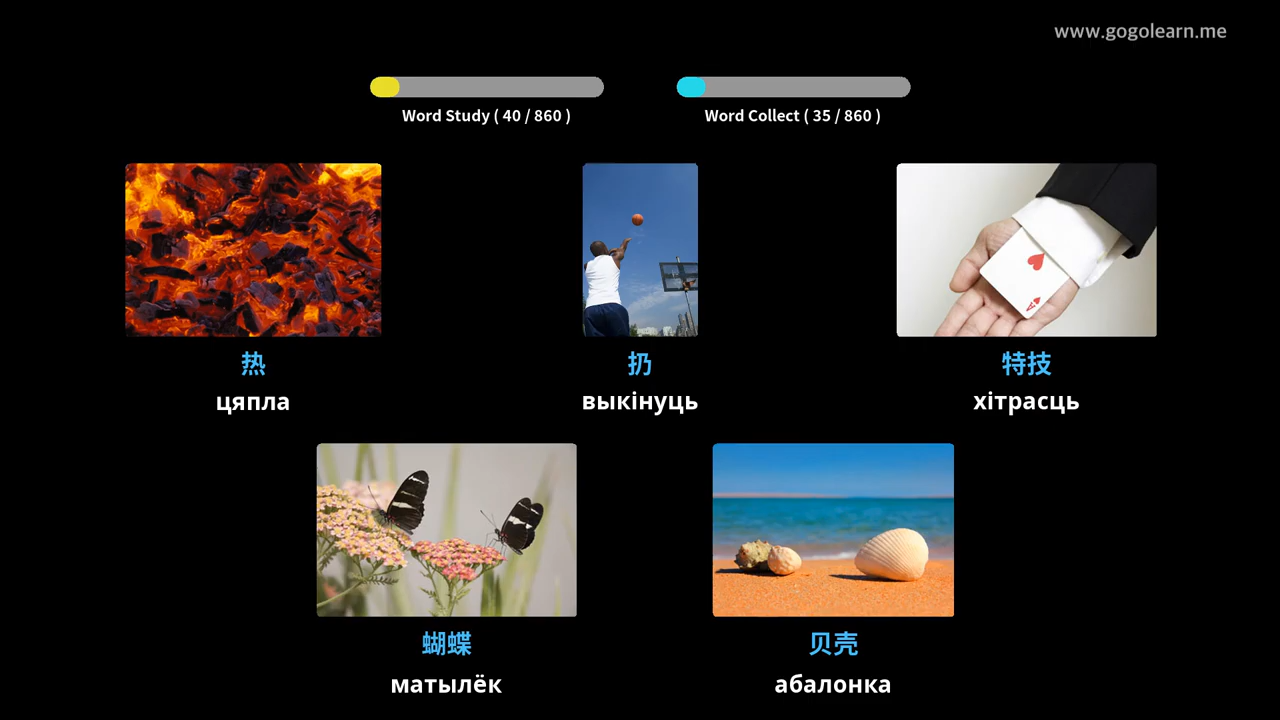 www.gogolearn.me
Word Study ( 40 / 860 )
Word Collect ( 35 / 860 )
热
цяпла
扔
выкінуць
特技
хітрасць
蝴蝶
матылёк
贝壳
абалонка